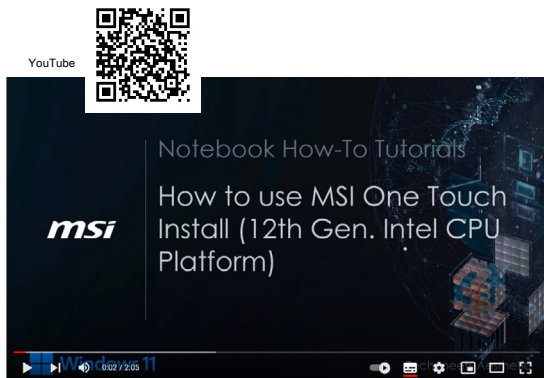 YouTube
Notebook How-To Tutorials
How to use MSI One Touch
Install (12th Gen. Intel CPU
Platform)
msi
Windows 11
0:02 / 2:05